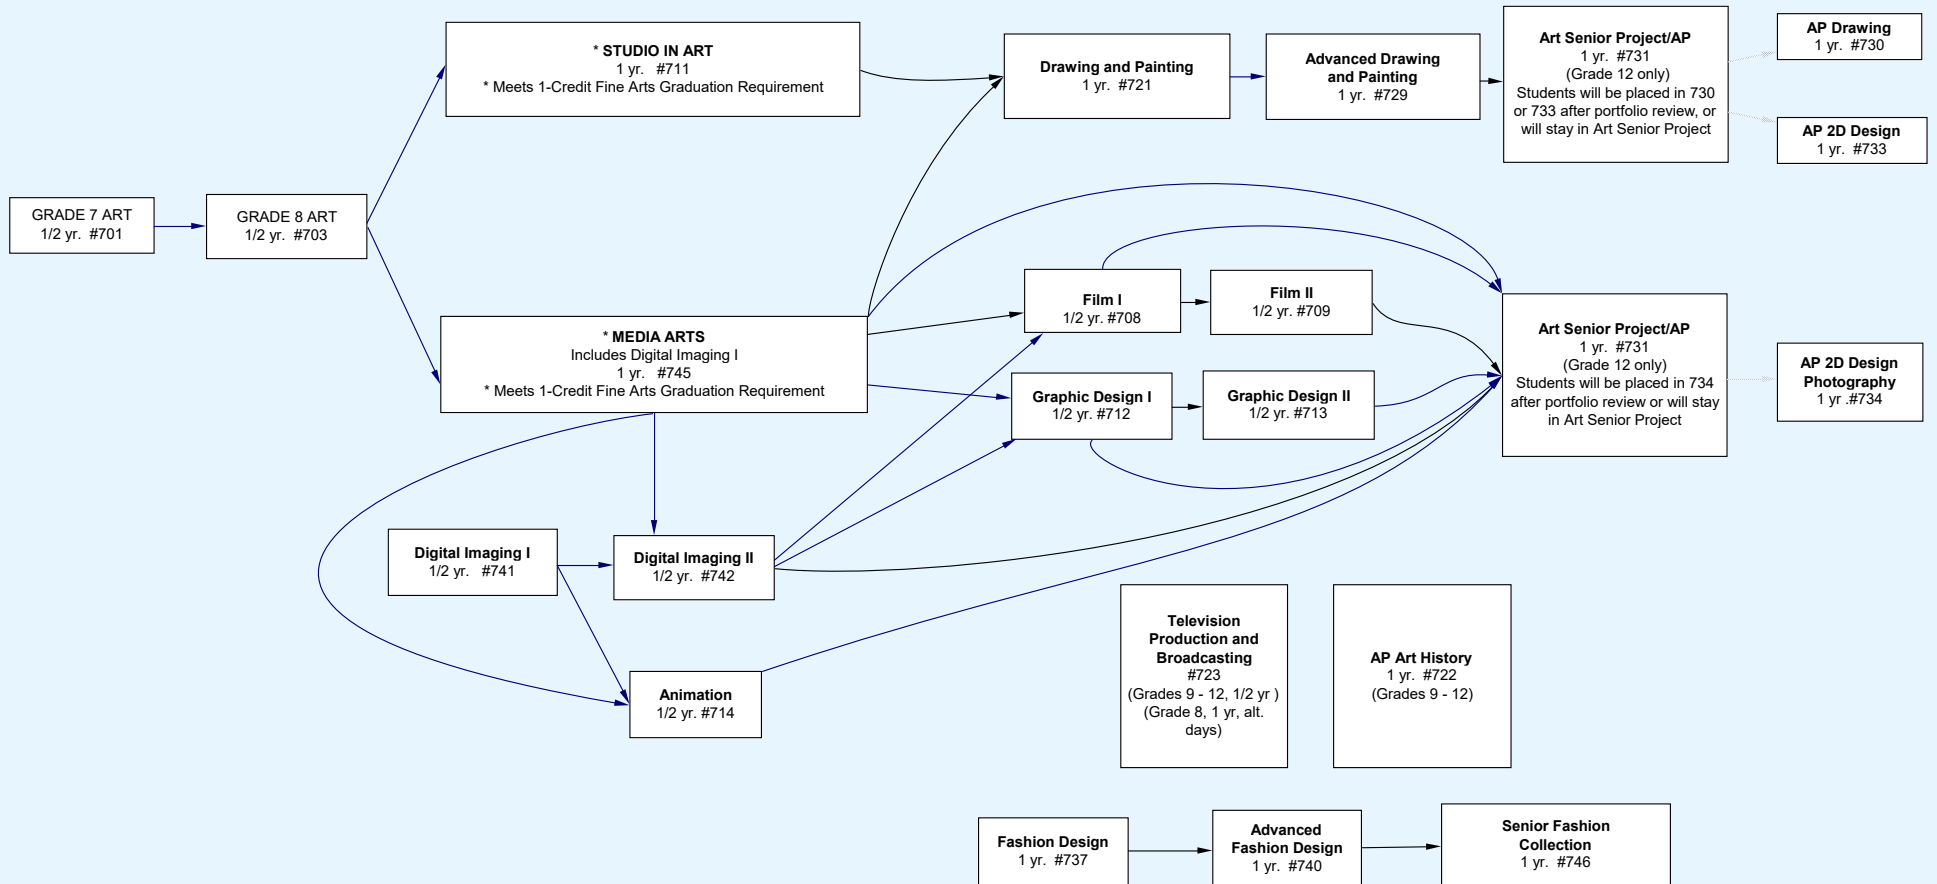 * STUDIO IN ART
1 yr.   #711
* Meets 1-Credit Fine Arts Graduation Requirement
Drawing and Painting
1 yr.  #721
Advanced Drawing
and Painting
1 yr.  #729
Art Senior Project/AP
1 yr.  #731
(Grade 12 only)
Students will be placed in 730
or 733 after portfolio review, or
will stay in Art Senior Project
AP Drawing
1 yr.  #730
AP 2D Design
1 yr.  #733
GRADE 7 ART
1/2 yr.  #701
GRADE 8 ART
1/2 yr.  #703
* MEDIA ARTS
Includes Digital Imaging I
1 yr.   #745
* Meets 1-Credit Fine Arts Graduation Requirement
Film I
1/2 yr. #708
Film II
1/2 yr. #709
Graphic Design I
1/2 yr. #712
Graphic Design II
1/2 yr. #713
Art Senior Project/AP
1 yr.  #731
(Grade 12 only)
Students will be placed in 734
after portfolio review or will stay
in Art Senior Project
AP 2D Design
Photography
1 yr .#734
Digital Imaging I
1/2 yr.   #741
Digital Imaging II
1/2 yr.  #742
Animation
1/2 yr. #714
Television
Production and
Broadcasting
#723
(Grades 9 - 12, 1/2 yr )
(Grade 8, 1 yr, alt.
days)
AP Art History
1 yr.  #722
(Grades 9 - 12)
Fashion Design
1 yr.  #737
Advanced
Fashion Design
1 yr.  #740
Senior Fashion
Collection
1 yr.  #746